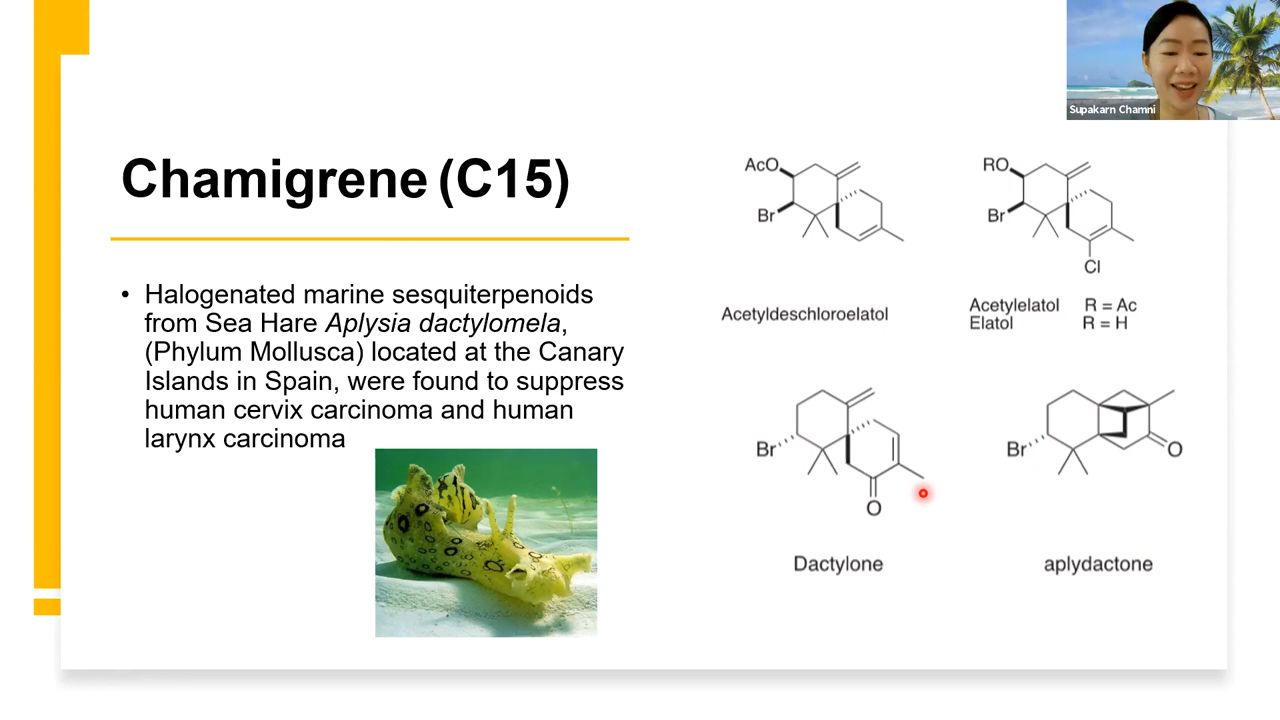 Supakarn Chamni
Chamigrene (C15)
• Halogenated marine sesquiterpenoids
from Sea Hare Aplysia dactylomela,
(Phylum Mollusca) located at the Canary
Islands in Spain, were found to suppress
human cervix carcinoma and human
larynx carcinoma
AcO
Br
Acetyldeschloroelatol
RO
Br
Cl
Acetylelatol R = Ac
Elatol R = H
Br
O
Dactylone
Br
O
aplydactone